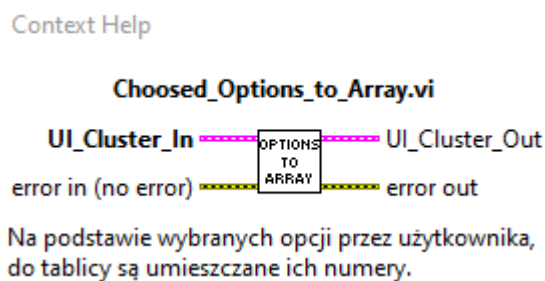 Context Help
Choosed_Options_to_Array.vi
UI_Cluster_In
OPTIONS
TO
ARRAY
UI_Cluster_Out
error in (no error)
error out
Na podstawie wybranych opcji przez użytkownika,
do tablicy są umieszczane ich numery.